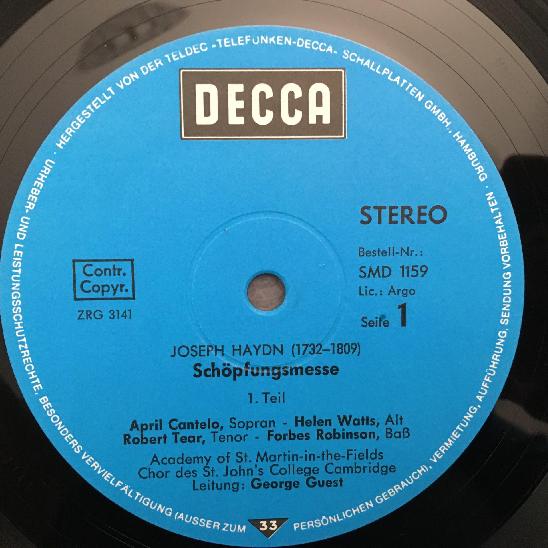 URHEBER- UND LEISTUNGSSCHUTZRECHTE, BESONDERS VERVIELFÄLTIGUNG (AUSSER ZUM PERSÖNLICHEN GEBRAUCH), VERMIETUNG, AUFFÜHRUNG, SENDUNG VORBEHALTEN · HERGESTELLT VON DER TELDEC »TELEFUNKEN-DECCA« SCHALLPLATTEN GMBH., HAMBURG ·
DECCA
STEREO
Bestell-Nr.:
SMD 1159
Lic.: Argo
Seite 1
Contr.
Copyr.
ZRG 3141
JOSEPH HAYDN (1732–1809)
Schöpfungsmesse
1. Teil
April Cantelo, Sopran - Helen Watts, Alt
Robert Tear, Tenor - Forbes Robinson, Baß
Academy of St. Martin-in-the-Fields
Chor des St. John's College Cambridge
Leitung: George Guest
33